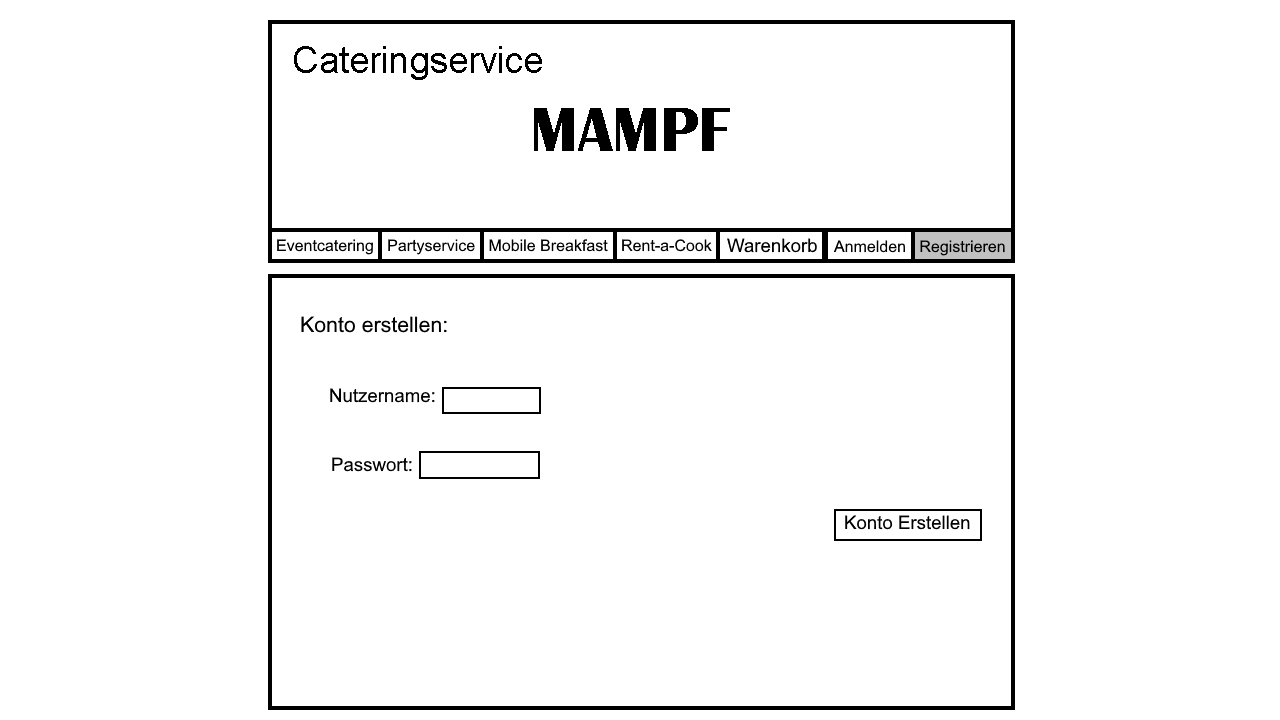 Cateringservice
MAMPF
Eventcatering Partyservice Mobile Breakfast Rent-a-Cook Warenkorb Anmelden Registrieren
Konto erstellen:
Nutzername:
Passwort:
Konto Erstellen